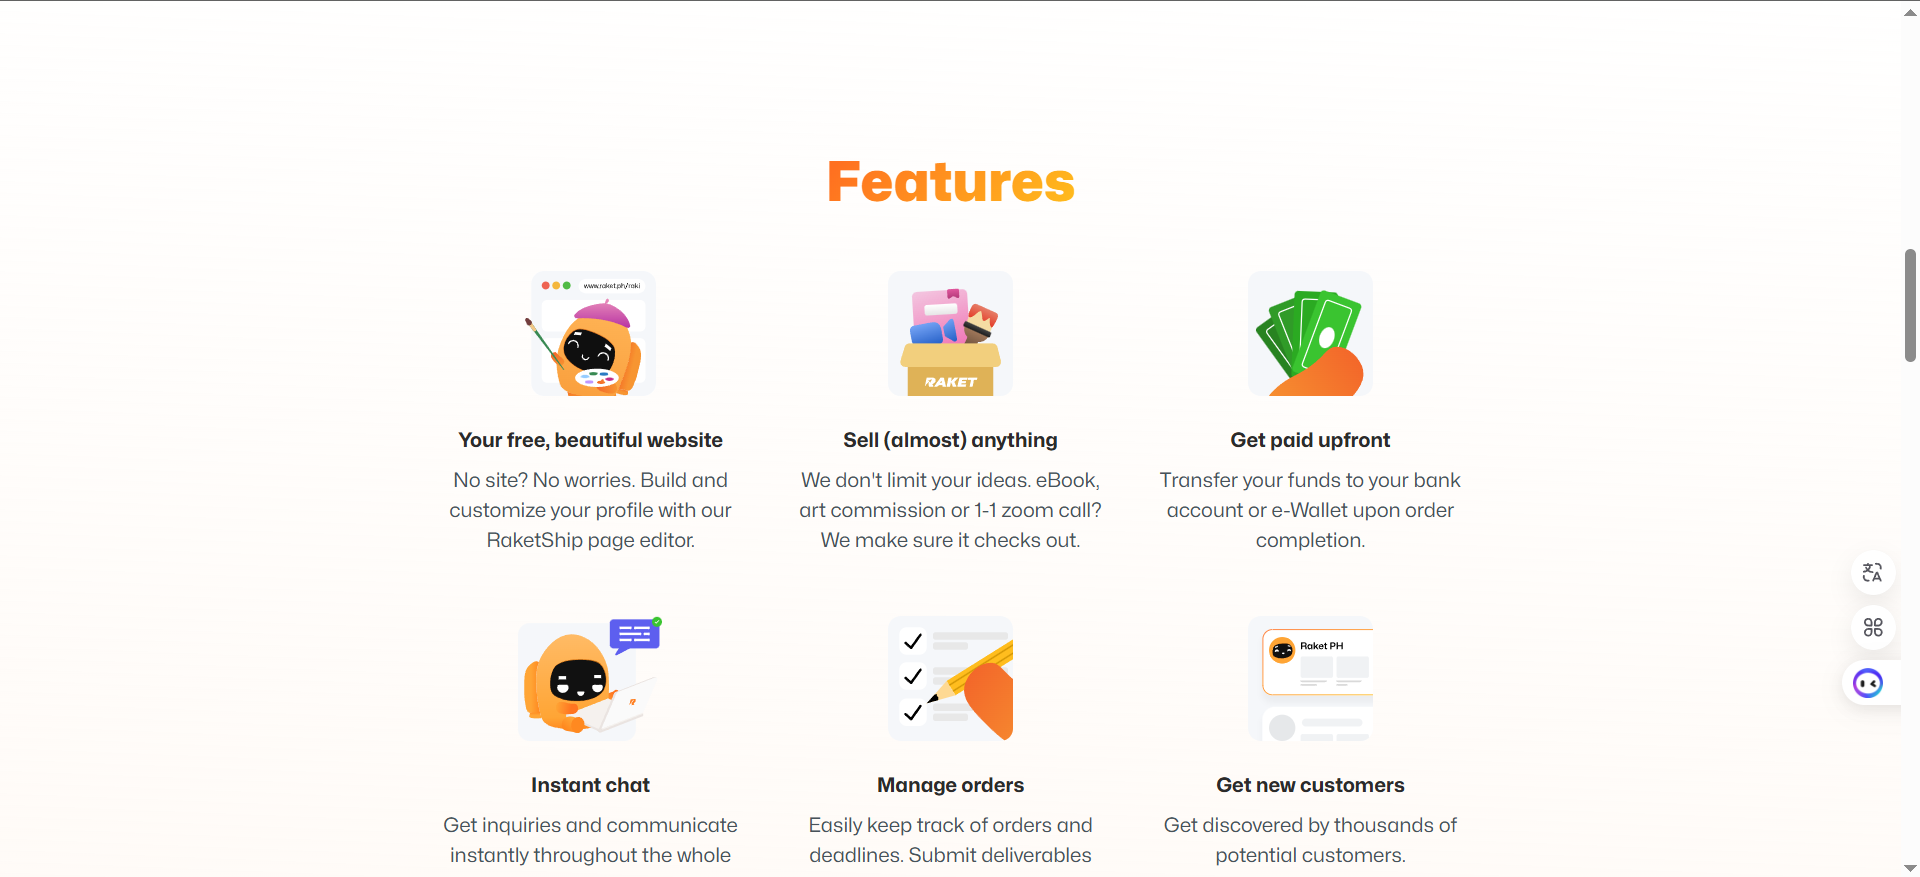 Features
www.raket.ph/raki
RAKET
Your free, beautiful website
No site? No worries. Build and
customize your profile with our
RaketShip page editor.
Sell (almost) anything
We don't limit your ideas. eBook,
art commission or 1-1 zoom call?
We make sure it checks out.
Get paid upfront
Transfer your funds to your bank
account or e-Wallet upon order
completion.
Raket PH
Instant chat
Get inquiries and communicate
instantly throughout the whole
Manage orders
Easily keep track of orders and
deadlines. Submit deliverables
Get new customers
Get discovered by thousands of
potential customers.